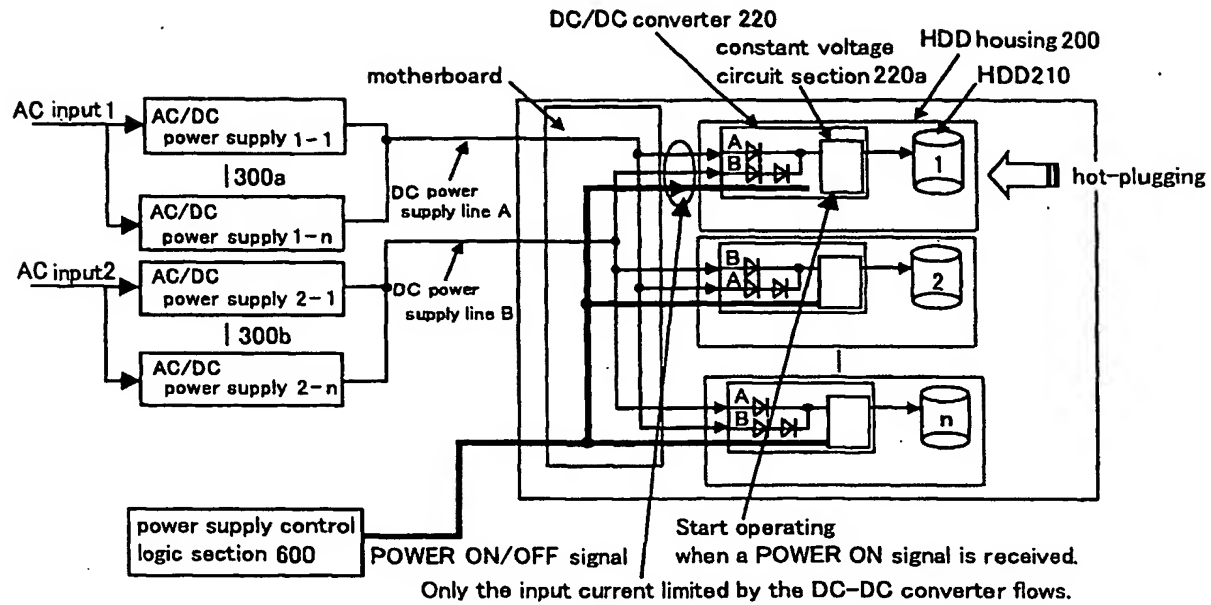 DC/DC converter 220
constant voltage
circuit section 220a
HDD housing 200
HDD210
motherboard
AC input 1
AC/DC
power supply 1-1
300a
AC/DC
power supply 1-n
DC power
supply line A
A
B
1
hot-plugging
AC input2
AC/DC
power supply 2-1
300b
AC/DC
power supply 2-n
DC power
supply line B
B
A
2
A
B
n
power supply control
logic section 600
POWER ON/OFF signal
Start operating
when a POWER ON signal is received.
Only the input current limited by the DC-DC converter flows.